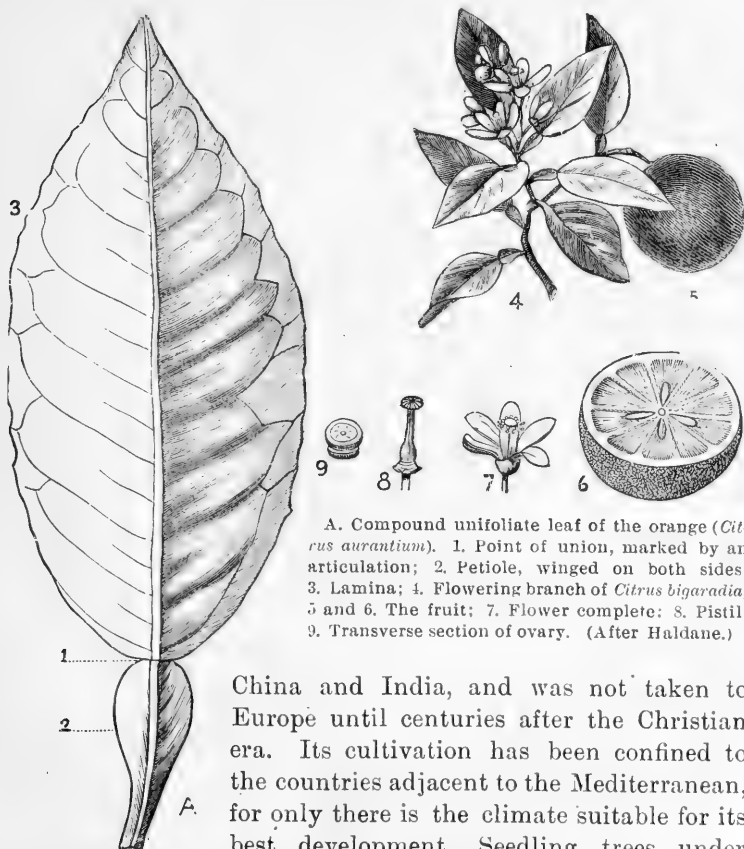 3
4
5
9
8
7
6
A. Compound unifoliate leaf of the orange (Cit
rus aurantium). 1. Point of union, marked by an
articulation; 2. Petiole, winged on both sides
3. Lamina; 4. Flowering branch of Citrus bigaradia
5 and 6. The fruit; 7. Flower complete; 8. Pistil
9. Transverse section of ovary. (After Haldane.)
1
2
A
China and India, and was not taken to
Europe until centuries after the Christian
era. Its cultivation has been confined to
the countries adjacent to the Mediterranean,
for only there is the climate suitable for its
best development. Seedling trees under